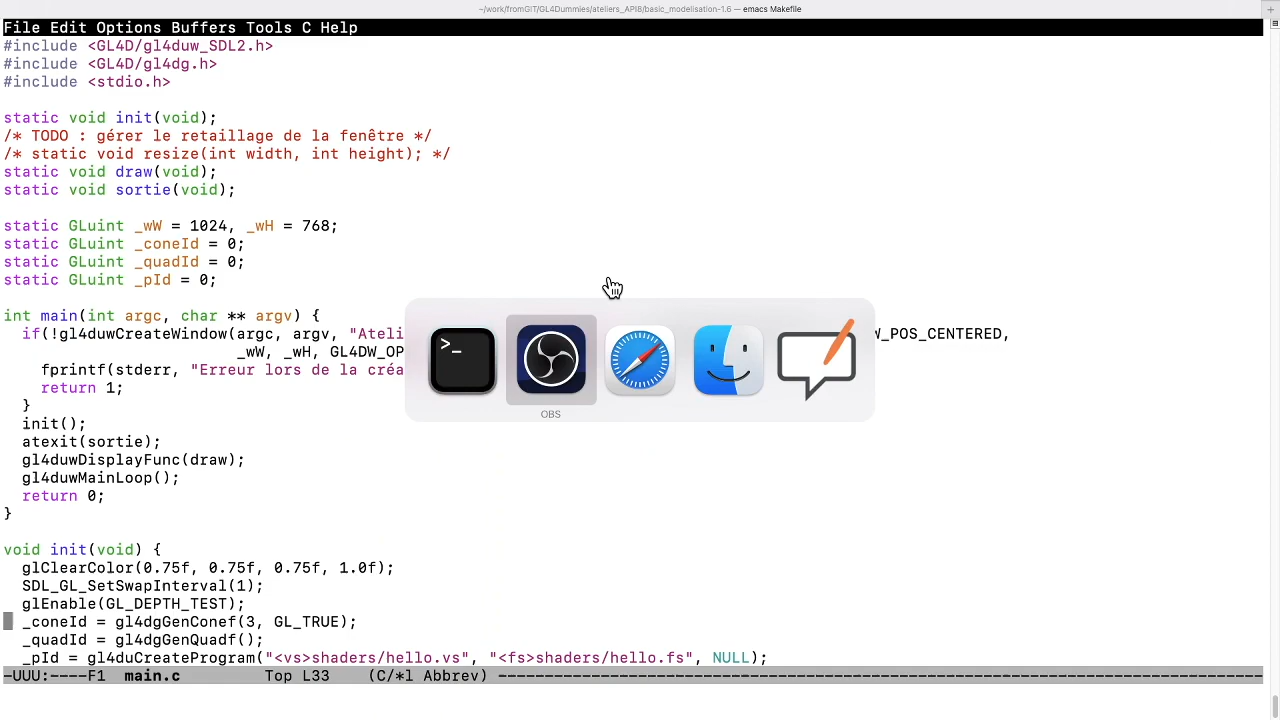 ~/work/fromGIT/GL4Dummies/ateliers_API8/basic_modelisation-1.6 — emacs Makefile
File Edit Options Buffers Tools C Help
#include <GL4D/gl4duw_SDL2.h>
#include <GL4D/gl4dg.h>
#include <stdio.h>
static void init(void);
/* TODO : gérer le retaillage de la fenêtre */
/* static void resize(int width, int height); */
static void draw(void);
static void sortie(void);
static GLuint _wW = 1024, _wH = 768;
static GLuint _coneId = 0;
static GLuint _quadId = 0;
static GLuint _pId = 0;
int main(int argc, char ** argv) {
if(!gl4duwCreateWindow(argc, argv, "Ateli W_POS_CENTERED,
_wW, _wH, GL4DW_OP
fprintf(stderr, "Erreur lors de la créa
return 1;
}
init();
atexit(sortie);
gl4duwDisplayFunc(draw);
gl4duwMainLoop();
return 0;
}
OBS
void init(void) {
glClearColor(0.75f, 0.75f, 0.75f, 1.0f);
SDL_GL_SetSwapInterval(1);
glEnable(GL_DEPTH_TEST);
_coneId = gl4dgGenConef(3, GL_TRUE);
_quadId = gl4dgGenQuadf();
_pId = gl4duCreateProgram("<vs>shaders/hello.vs", "<fs>shaders/hello.fs", NULL);
-UUU:----F1 main.c Top L33 (C/*l Abbrev) ----------------------------------------------------------------------------------